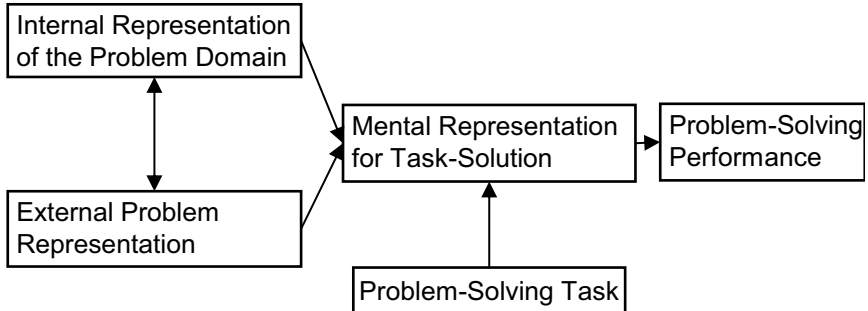 Internal Representation
of the Problem Domain
Mental Representation
for Task-Solution
Problem-Solving
Performance
External Problem
Representation
Problem-Solving Task